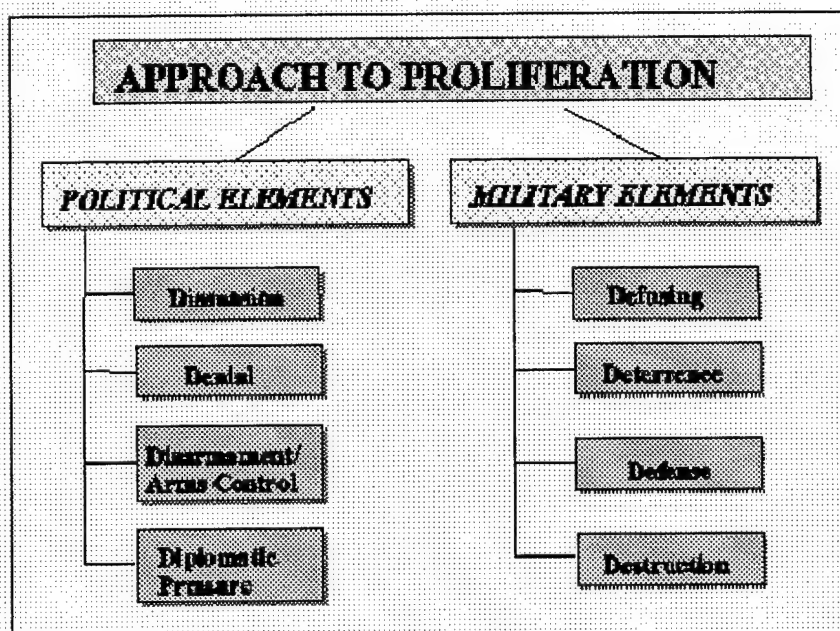 APPROACH TO PROLIFERATION
POLITICAL ELEMENTS
Dissuasion
Denial
Disarmament/
Arms Control
Diplomatic
Pressure
MILITARY ELEMENTS
Defusing
Deterrence
Defense
Destruction